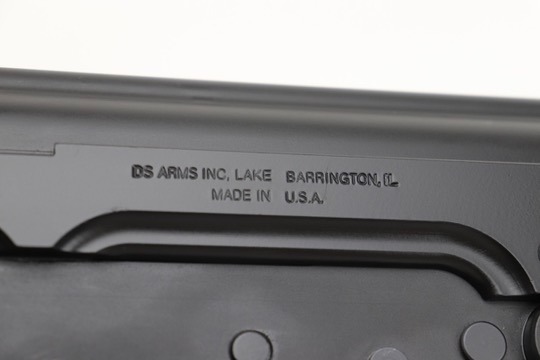 DS ARMS INC, LAKE BARRINGTON, IL
MADE IN U.S.A.